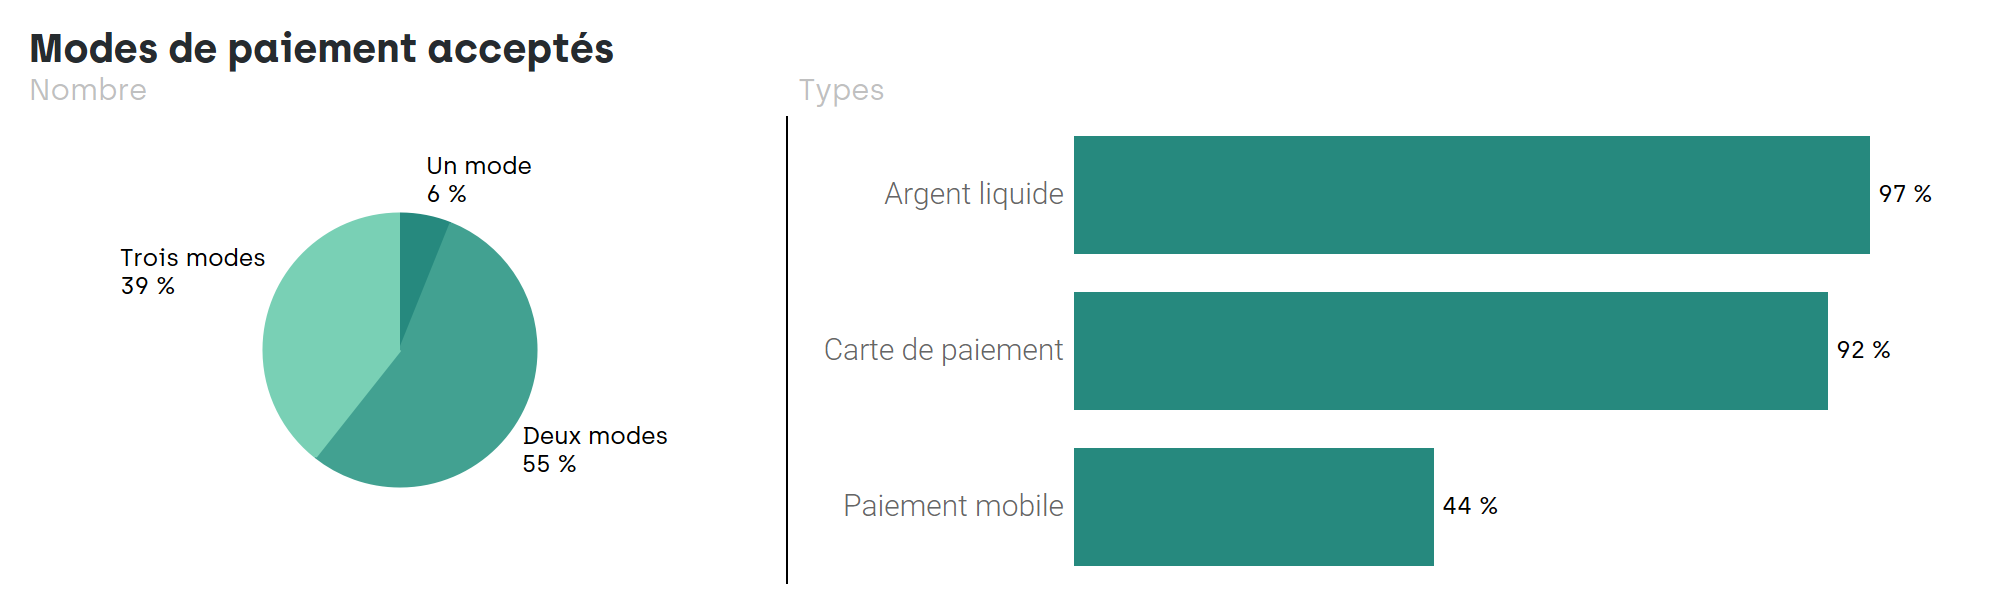 Modes de paiement acceptés
Nombre
Un mode
6 %
Trois modes
39 %
Deux modes
55 %
Types
Argent liquide
97 %
Carte de paiement
92 %
Paiement mobile
44 %